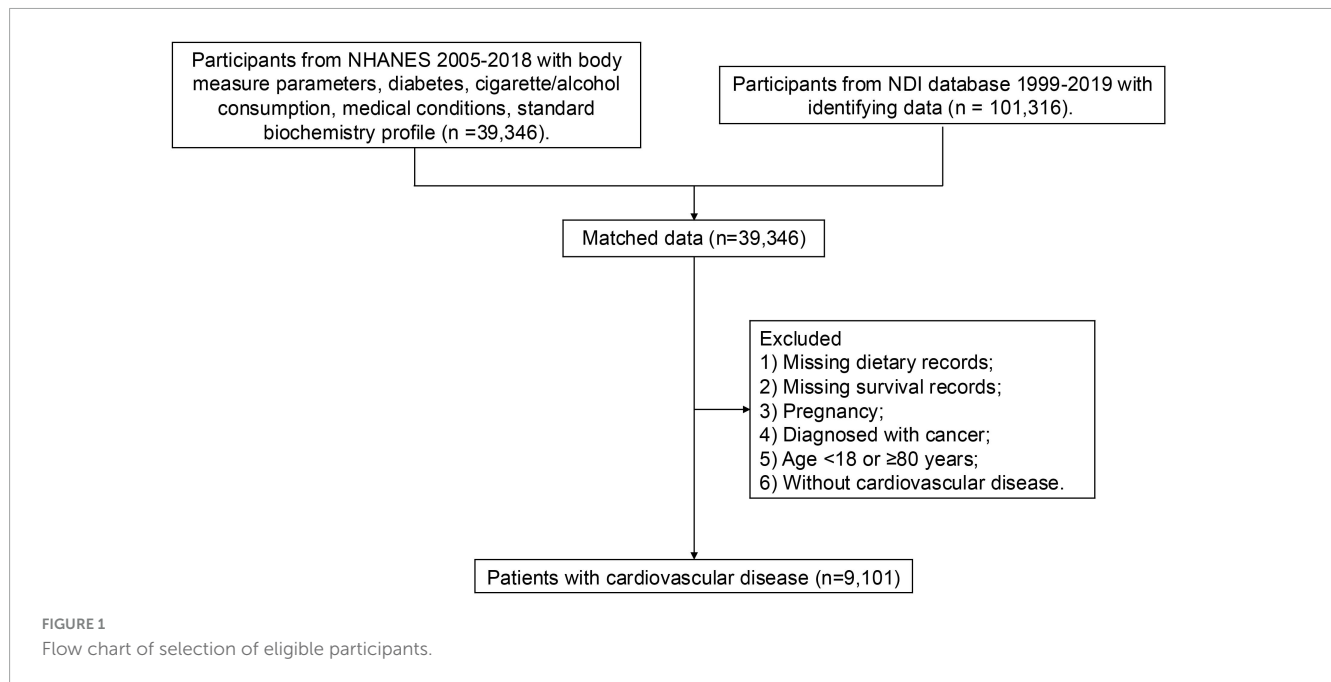 Participants from NHANES 2005-2018 with body
measure parameters, diabetes, cigarette/alcohol
consumption, medical conditions, standard
biochemistry profile (n =39,346).
Participants from NDI database 1999-2019 with
identifying data (n = 101,316).
Matched data (n=39,346)
Excluded
1) Missing dietary records;
2) Missing survival records;
3) Pregnancy;
4) Diagnosed with cancer;
5) Age <18 or ≥80 years;
6) Without cardiovascular disease.
Patients with cardiovascular disease (n=9,101)
FIGURE 1
Flow chart of selection of eligible participants.